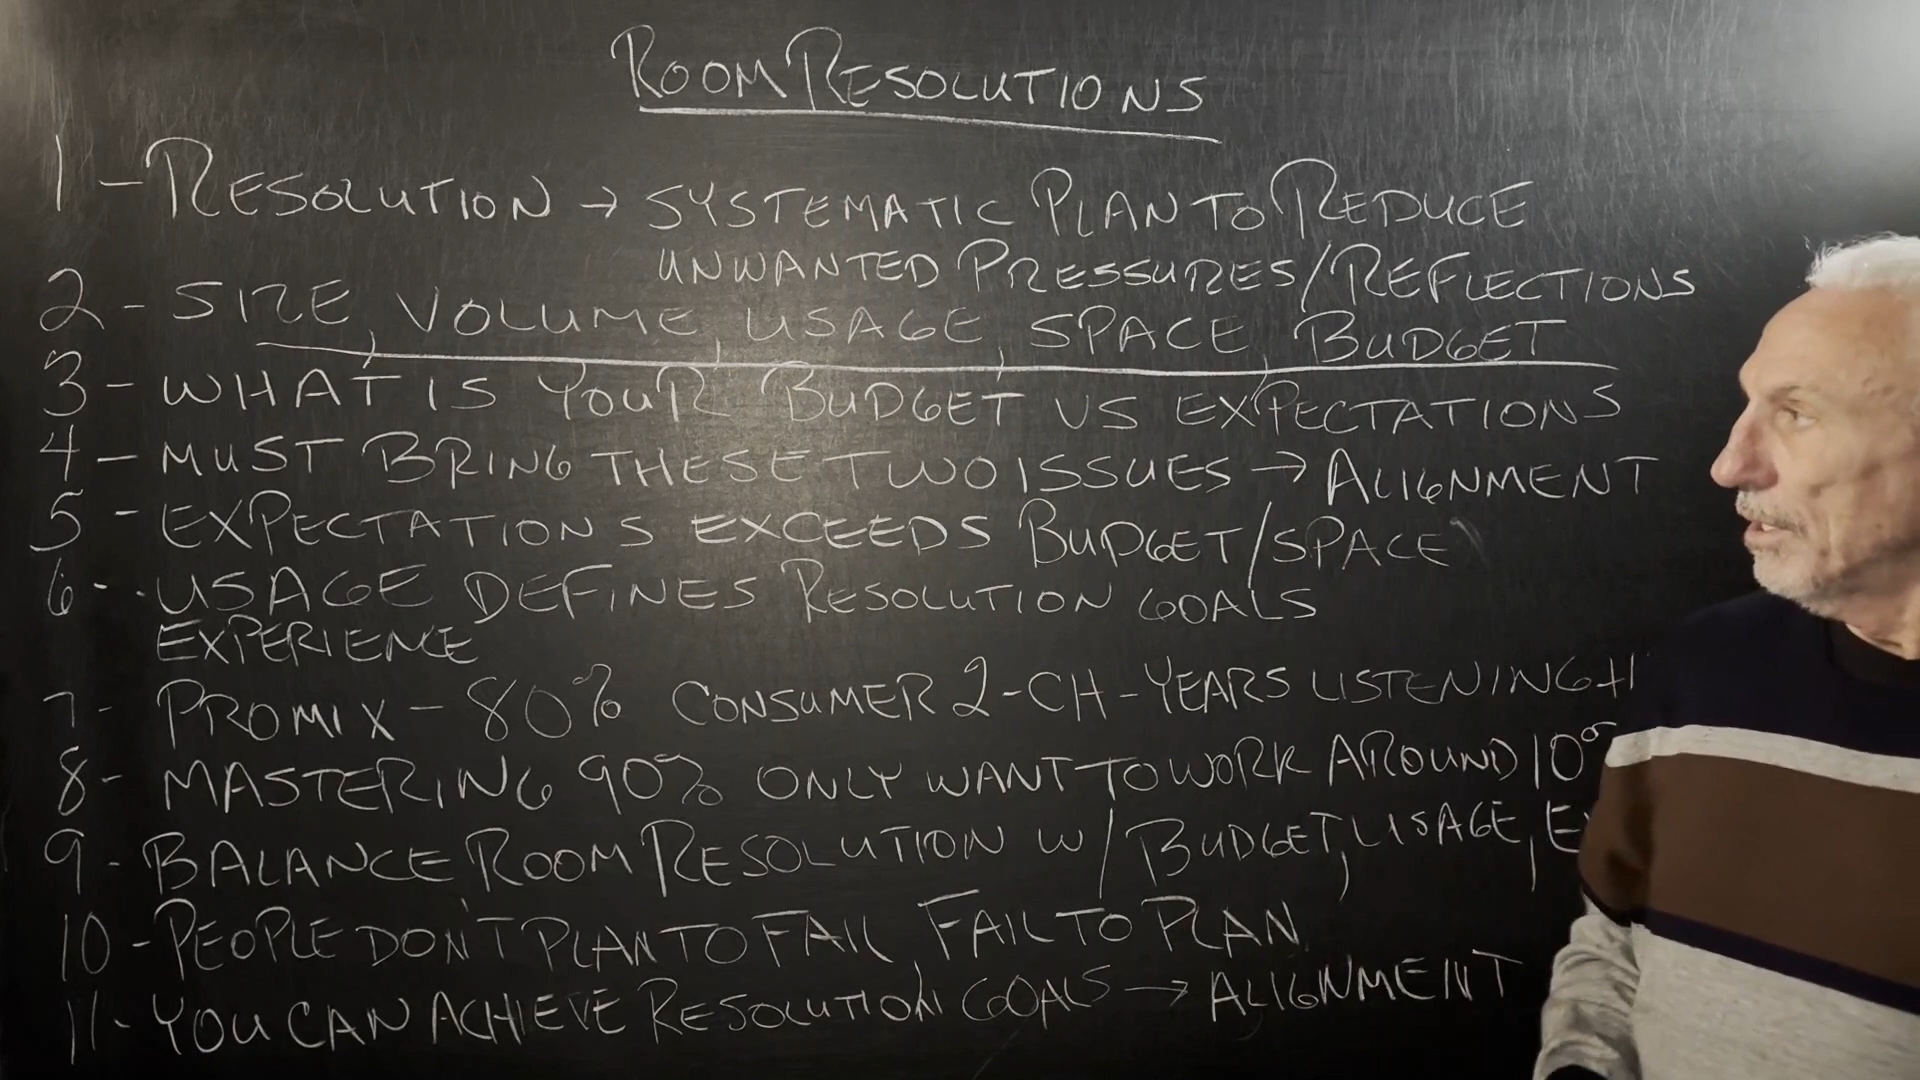 ROOM RESOLUTIONS
1 - RESOLUTION → SYSTEMATIC PLAN TO REDUCE
UNWANTED PRESSURES/REFLECTIONS
2 - SIZE, VOLUME, USAGE, SPACE, BUDGET
3 - WHAT IS YOUR BUDGET VS EXPECTATIONS
4 - MUST BRING THESE TWO ISSUES → ALIGNMENT
5 - EXPECTATIONS EXCEEDS BUDGET/SPACE
6 - USAGE DEFINES RESOLUTION GOALS
EXPERIENCE
7 - PRO MIX - 80% CONSUMER 2-CH - YEARS LISTENING
8 - MASTERING 90% ONLY WANT TO WORK AROUND 10
9 - BALANCE ROOM RESOLUTION W/ BUDGET, USAGE,
10 - PEOPLE DON'T PLAN TO FAIL, FAIL TO PLAN
11 - YOU CAN ACHIEVE RESOLUTION GOALS → ALIGNMENT